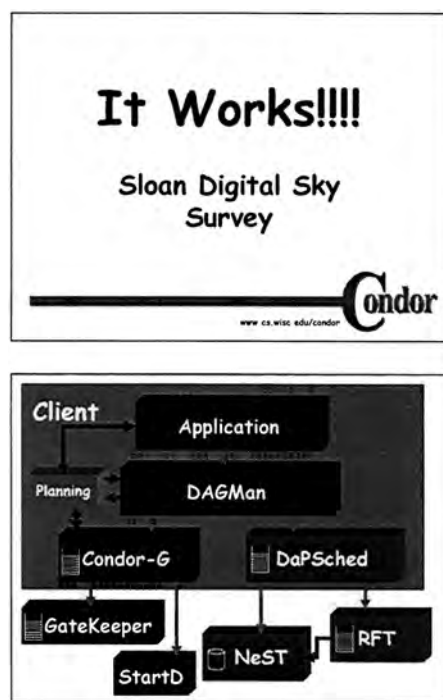 It Works!!!!
Sloan Digital Sky
Survey
Condor
www.cs.wisc.edu/condor
Client
Application
Planning
DAGMan
Condor-G
DaPSched
GateKeeper
RFT
NeST
StartD